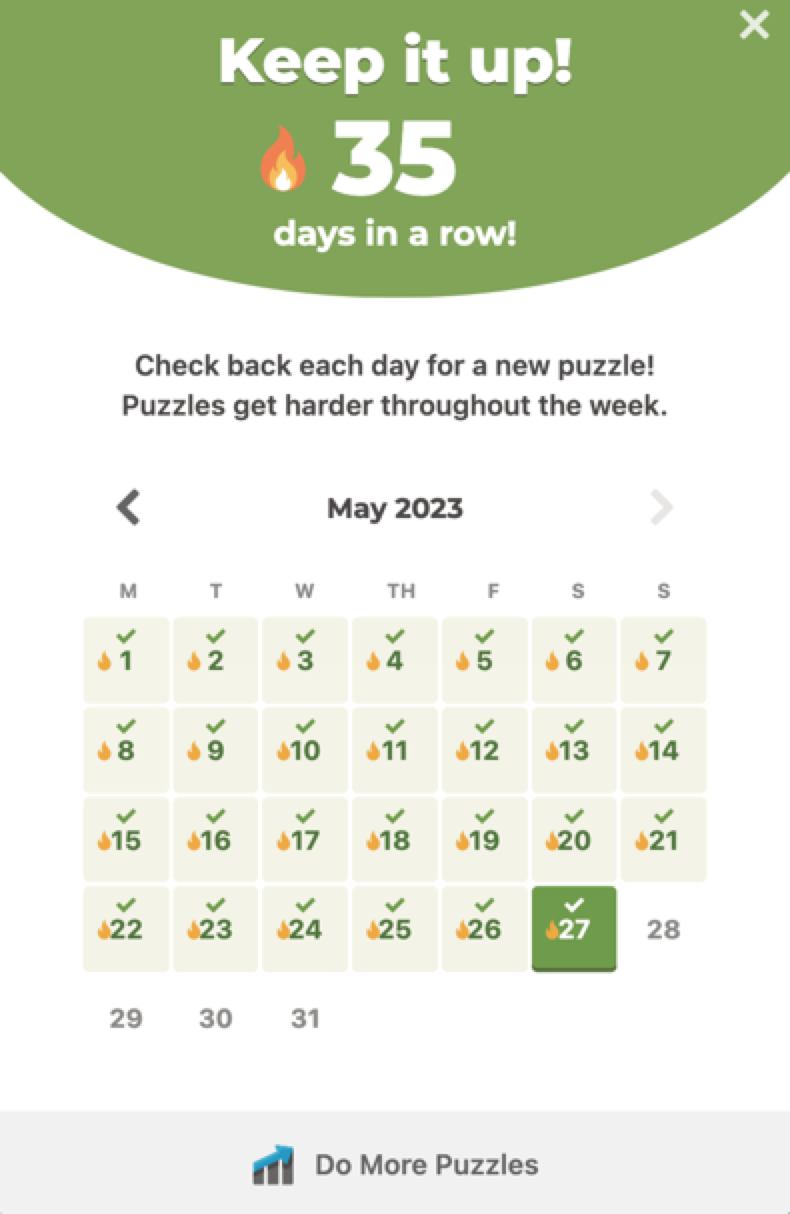 Keep it up!
35
days in a row!
Check back each day for a new puzzle!
Puzzles get harder throughout the week.
May 2023
M T W TH F S S
1 2 3 4 5 6 7
8 9 10 11 12 13 14
15 16 17 18 19 20 21
22 23 24 25 26 27 28
29 30 31
Do More Puzzles